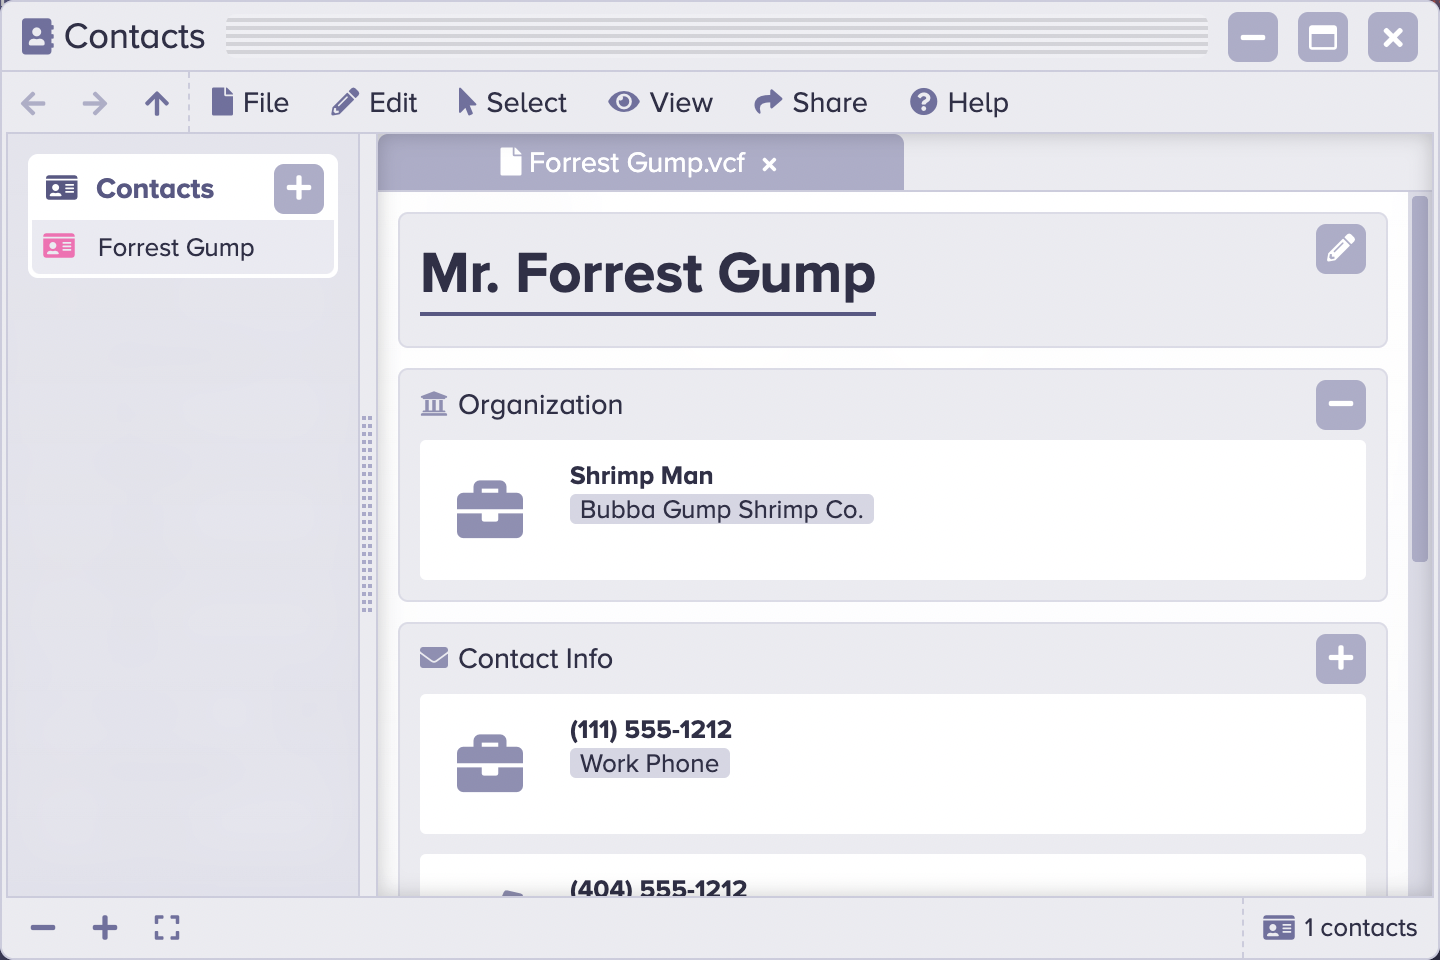 Contacts
File Edit Select View Share Help
Contacts
Forrest Gump
Forrest Gump.vcf
Mr. Forrest Gump
Organization
Shrimp Man
Bubba Gump Shrimp Co.
Contact Info
(111) 555-1212
Work Phone
(404) 555-1212
1 contacts